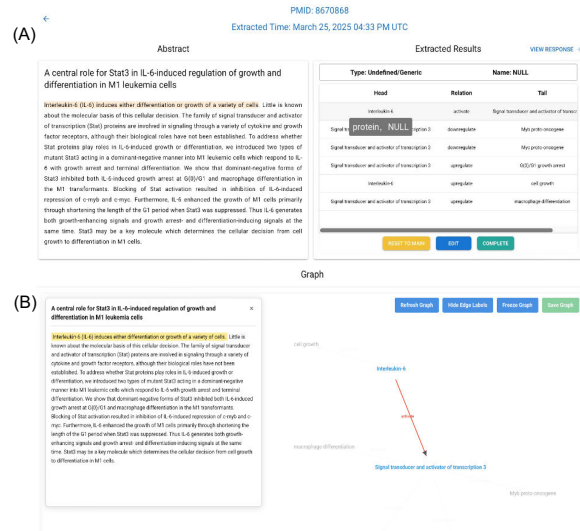 PMID: 8670868
Extracted Time: March 25, 2025 04:33 PM UTC
(A)
Abstract
Extracted Results
VIEW RESPONSE
A central role for Stat3 in IL-6-induced regulation of growth and
differentiation in M1 leukemia cells
Interleukin-6 (IL-6) induces either differentiation or growth of a variety of cells. Little is known
about the molecular basis of this cellular decision. The family of signal transducer and activator
of transcription (Stat) proteins are involved in signaling through a variety of cytokine and growth
factor receptors, although their biological roles have not been established. To address whether
Stat proteins play roles in IL-6-induced growth or differentiation, we introduced two types of
mutant Stat3 acting in a dominant-negative manner into M1 leukemic cells which respond to IL-
6 with growth arrest and terminal differentiation. We show that dominant-negative forms of
Stat3 inhibited both IL-6-induced growth arrest at G(0)/G1 and macrophage differentiation in
the M1 transformants. Blocking of Stat activation resulted in inhibition of IL-6-induced
repression of c-myb and c-myc. Furthermore, IL-6 enhanced the growth of M1 cells primarily
through shortening the length of the G1 period when Stat3 was suppressed. Thus IL-6 generates
both growth-enhancing signals and growth arrest- and differentiation-inducing signals at the
same time. Stat3 may be a key molecule which determines the cellular decision from cell
growth to differentiation in M1 cells.
Type: Undefined/Generic Name: NULL
Head Relation Tail
Interleukin-6 activate Signal transducer and activator of transcr
protein, NULL
Signal tr cription 3 downregulate Myb proto-oncogene
Signal transducer and activator of transcription 3 downregulate Myc proto-oncogene
Signal transducer and activator of transcription 3 upregulate G(0)/G1 growth arrest
Interleukin-6 upregulate cell growth
Signal transducer and activator of transcription 3 upregulate macrophage differentiation
RESET TO MAIN EDIT COMPLETE
Graph
(B)
A central role for Stat3 in IL-6-induced regulation of growth and ×
differentiation in M1 leukemia cells
Interleukin-6 (IL-6) induces either differentiation or growth of a variety of cells. Little is
known about the molecular basis of this cellular decision. The family of signal transducer
and activator of transcription (Stat) proteins are involved in signaling through a variety of
cytokine and growth factor receptors, although their biological roles have not been
established. To address whether Stat proteins play roles in IL-6-induced growth or
differentiation, we introduced two types of mutant Stat3 acting in a dominant-negative
manner into M1 leukemic cells which respond to IL-6 with growth arrest and terminal
differentiation. We show that dominant-negative forms of Stat3 inhibited both IL-6-induced
growth arrest at G(0)/G1 and macrophage differentiation in the M1 transformants.
Blocking of Stat activation resulted in inhibition of IL-6-induced repression of c-myb and c-
myc. Furthermore, IL-6 enhanced the growth of M1 cells primarily through shortening the
length of the G1 period when Stat3 was suppressed. Thus IL-6 generates both growth-
enhancing signals and growth arrest- and differentiation-inducing signals at the same
time. Stat3 may be a key molecule which determines the cellular decision from cell growth
to differentiation in M1 cells.
Refresh Graph Hide Edge Labels Freeze Graph Save Graph
cell growth
Interleukin-6
activate
macrophage differentiation
Signal transducer and activator of transcription 3
Myb proto-oncogene